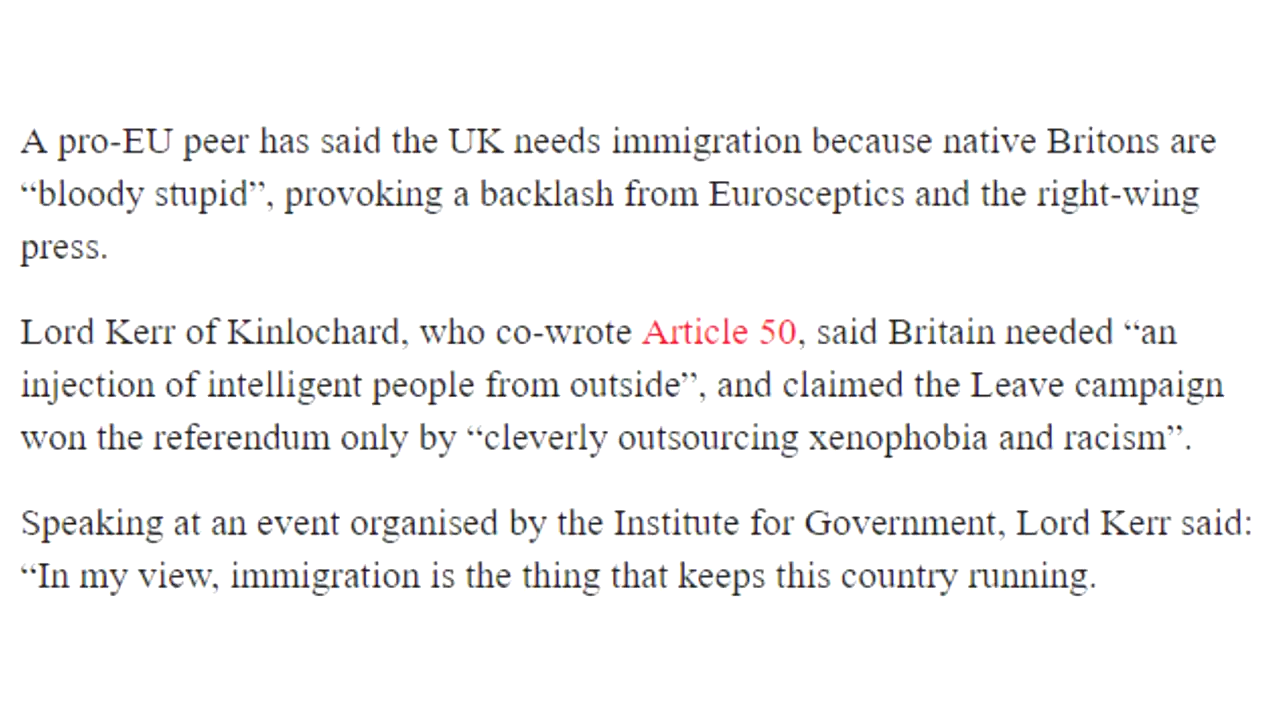 A pro-EU peer has said the UK needs immigration because native Britons are
“bloody stupid”, provoking a backlash from Eurosceptics and the right-wing
press.
Lord Kerr of Kinlochard, who co-wrote Article 50, said Britain needed “an
injection of intelligent people from outside”, and claimed the Leave campaign
won the referendum only by “cleverly outsourcing xenophobia and racism”.
Speaking at an event organised by the Institute for Government, Lord Kerr said:
“In my view, immigration is the thing that keeps this country running.